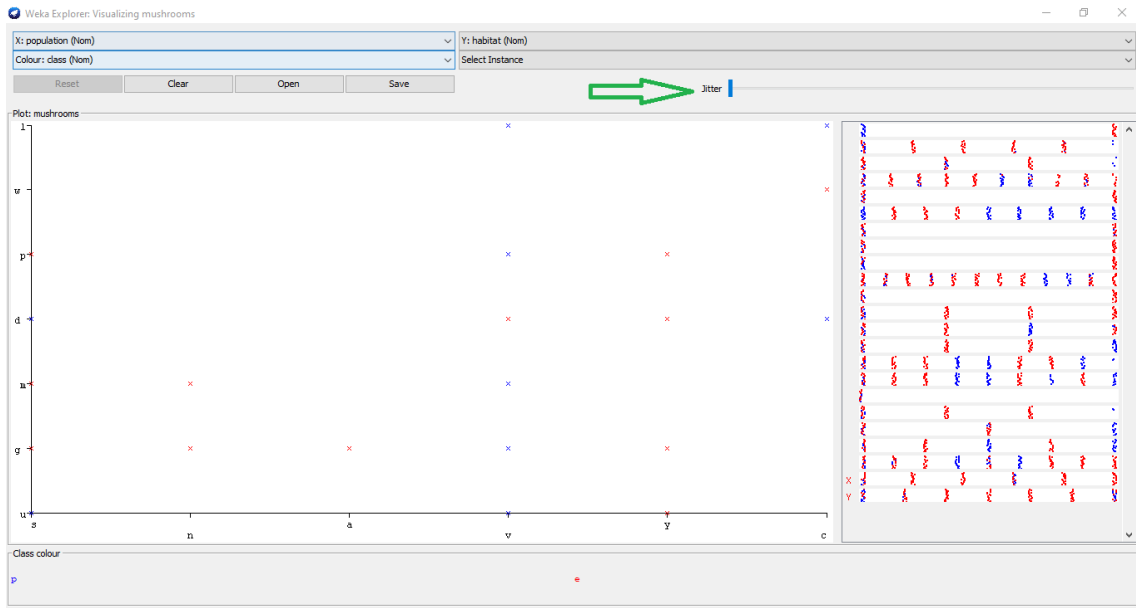 Weka Explorer: Visualizing mushrooms
X: population (Nom) Y: habitat (Nom)
Colour: class (Nom) Select Instance
Reset Clear Open Save Jitter
Plot: mushrooms
l
w
p
d
m
g
u
s n a v y c
X
Y
Class colour
p e